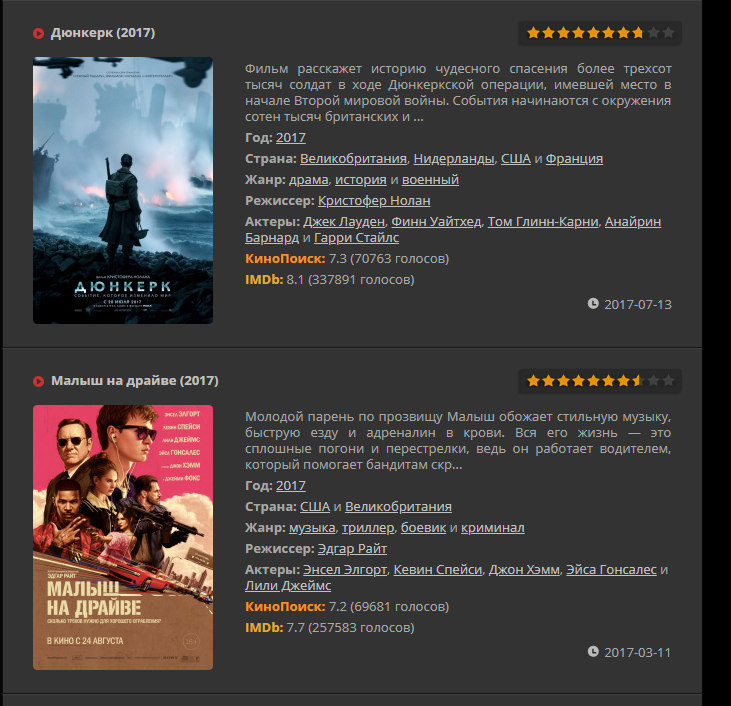 Дюнкерк (2017)
Фильм расскажет историю чудесного спасения более трехсот
тысяч солдат в ходе Дюнкеркской операции, имевшей место в
начале Второй мировой войны. События начинаются с окружения
сотен тысяч британских и ...
Год: 2017
Страна: Великобритания, Нидерланды, США и Франция
Жанр: драма, история и военный
Режиссер: Кристофер Нолан
Актеры: Джек Лауден, Финн Уайтхед, Том Глинн-Карни, Анайрин
Барнард и Гарри Стайлс
КиноПоиск: 7.3 (70763 голосов)
IMDb: 8.1 (337891 голосов)
2017-07-13
ФИЛЬМ КРИСТОФЕРА НОЛАНА
ДЮНКЕРК
СОБЫТИЕ, КОТОРОЕ ИЗМЕНИЛО МИР
С 20 ИЮЛЯ 2017
Малыш на драйве (2017)
Молодой парень по прозвищу Малыш обожает стильную музыку,
быструю езду и адреналин в крови. Вся его жизнь — это
сплошные погони и перестрелки, ведь он работает водителем,
который помогает бандитам скр...
Год: 2017
Страна: США и Великобритания
Жанр: музыка, триллер, боевик и криминал
Режиссер: Эдгар Райт
Актеры: Энсел Элгорт, Кевин Спейси, Джон Хэмм, Эйса Гонсалес и
Лили Джеймс
КиноПоиск: 7.2 (69681 голосов)
IMDb: 7.7 (257583 голосов)
2017-03-11
ЭНСЕЛ ЭЛГОРТ
КЕВИН СПЕЙСИ
ЛИЛИ ДЖЕЙМС
ЭЙСА ГОНСАЛЕС
ДЖОН ХЭММ
ДЖЕЙМИ ФОКС
ЭДГАР РАЙТ
МАЛЫШ
НА ДРАЙВЕ
СКОЛЬКО ТРЕКОВ НУЖНО ДЛЯ ХОРОШЕГО ОГРАБЛЕНИЯ?
В КИНО С 24 АВГУСТА
18+